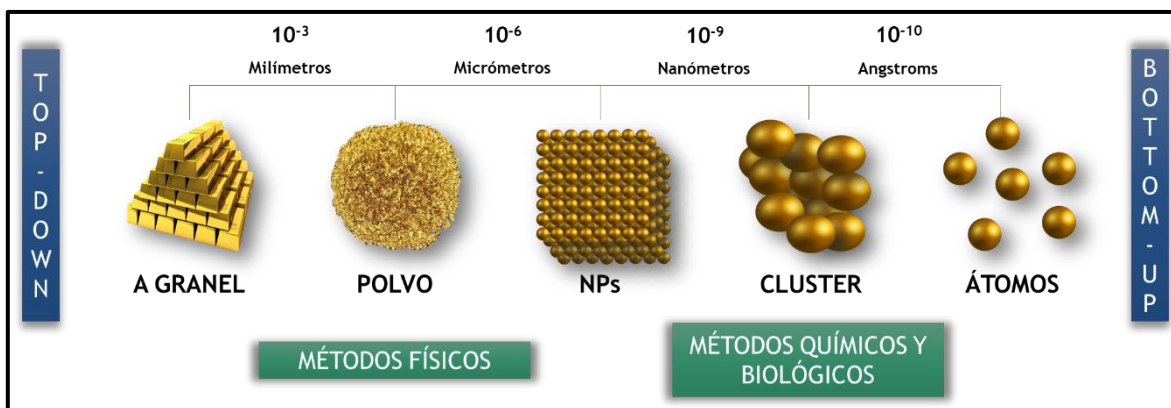 10⁻³ 10⁻⁶ 10⁻⁹ 10⁻¹⁰
Milímetros Micrómetros Nanómetros Angstroms
TOP-DOWN
A GRANEL POLVO NPs CLUSTER ÁTOMOS
BOTTOM-UP
MÉTODOS FÍSICOS
MÉTODOS QUÍMICOS Y
BIOLÓGICOS